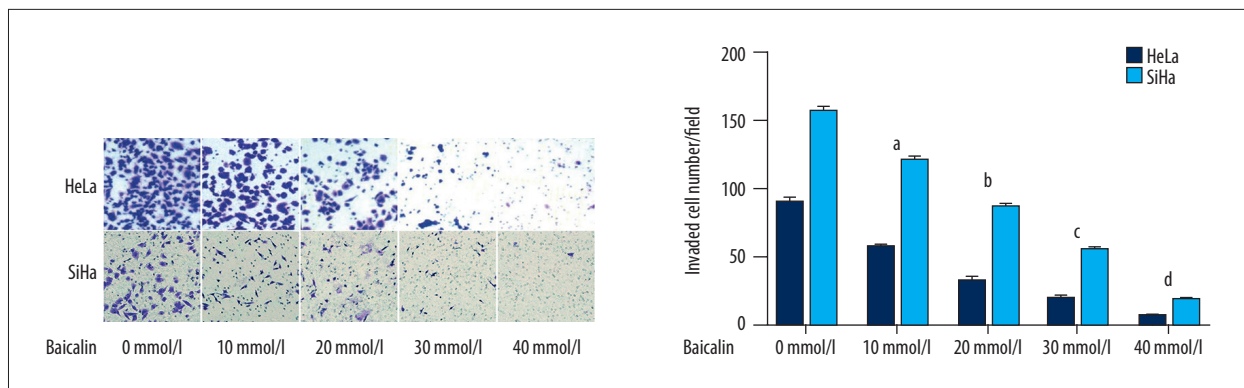 HeLa
SiHa
Baicalin 0 mmol/l 10 mmol/l 20 mmol/l 30 mmol/l 40 mmol/l
Invaded cell number/field
200
150
100
50
0
HeLa
SiHa
a
b
c
d
Baicalin 0 mmol/l 10 mmol/l 20 mmol/l 30 mmol/l 40 mmol/l